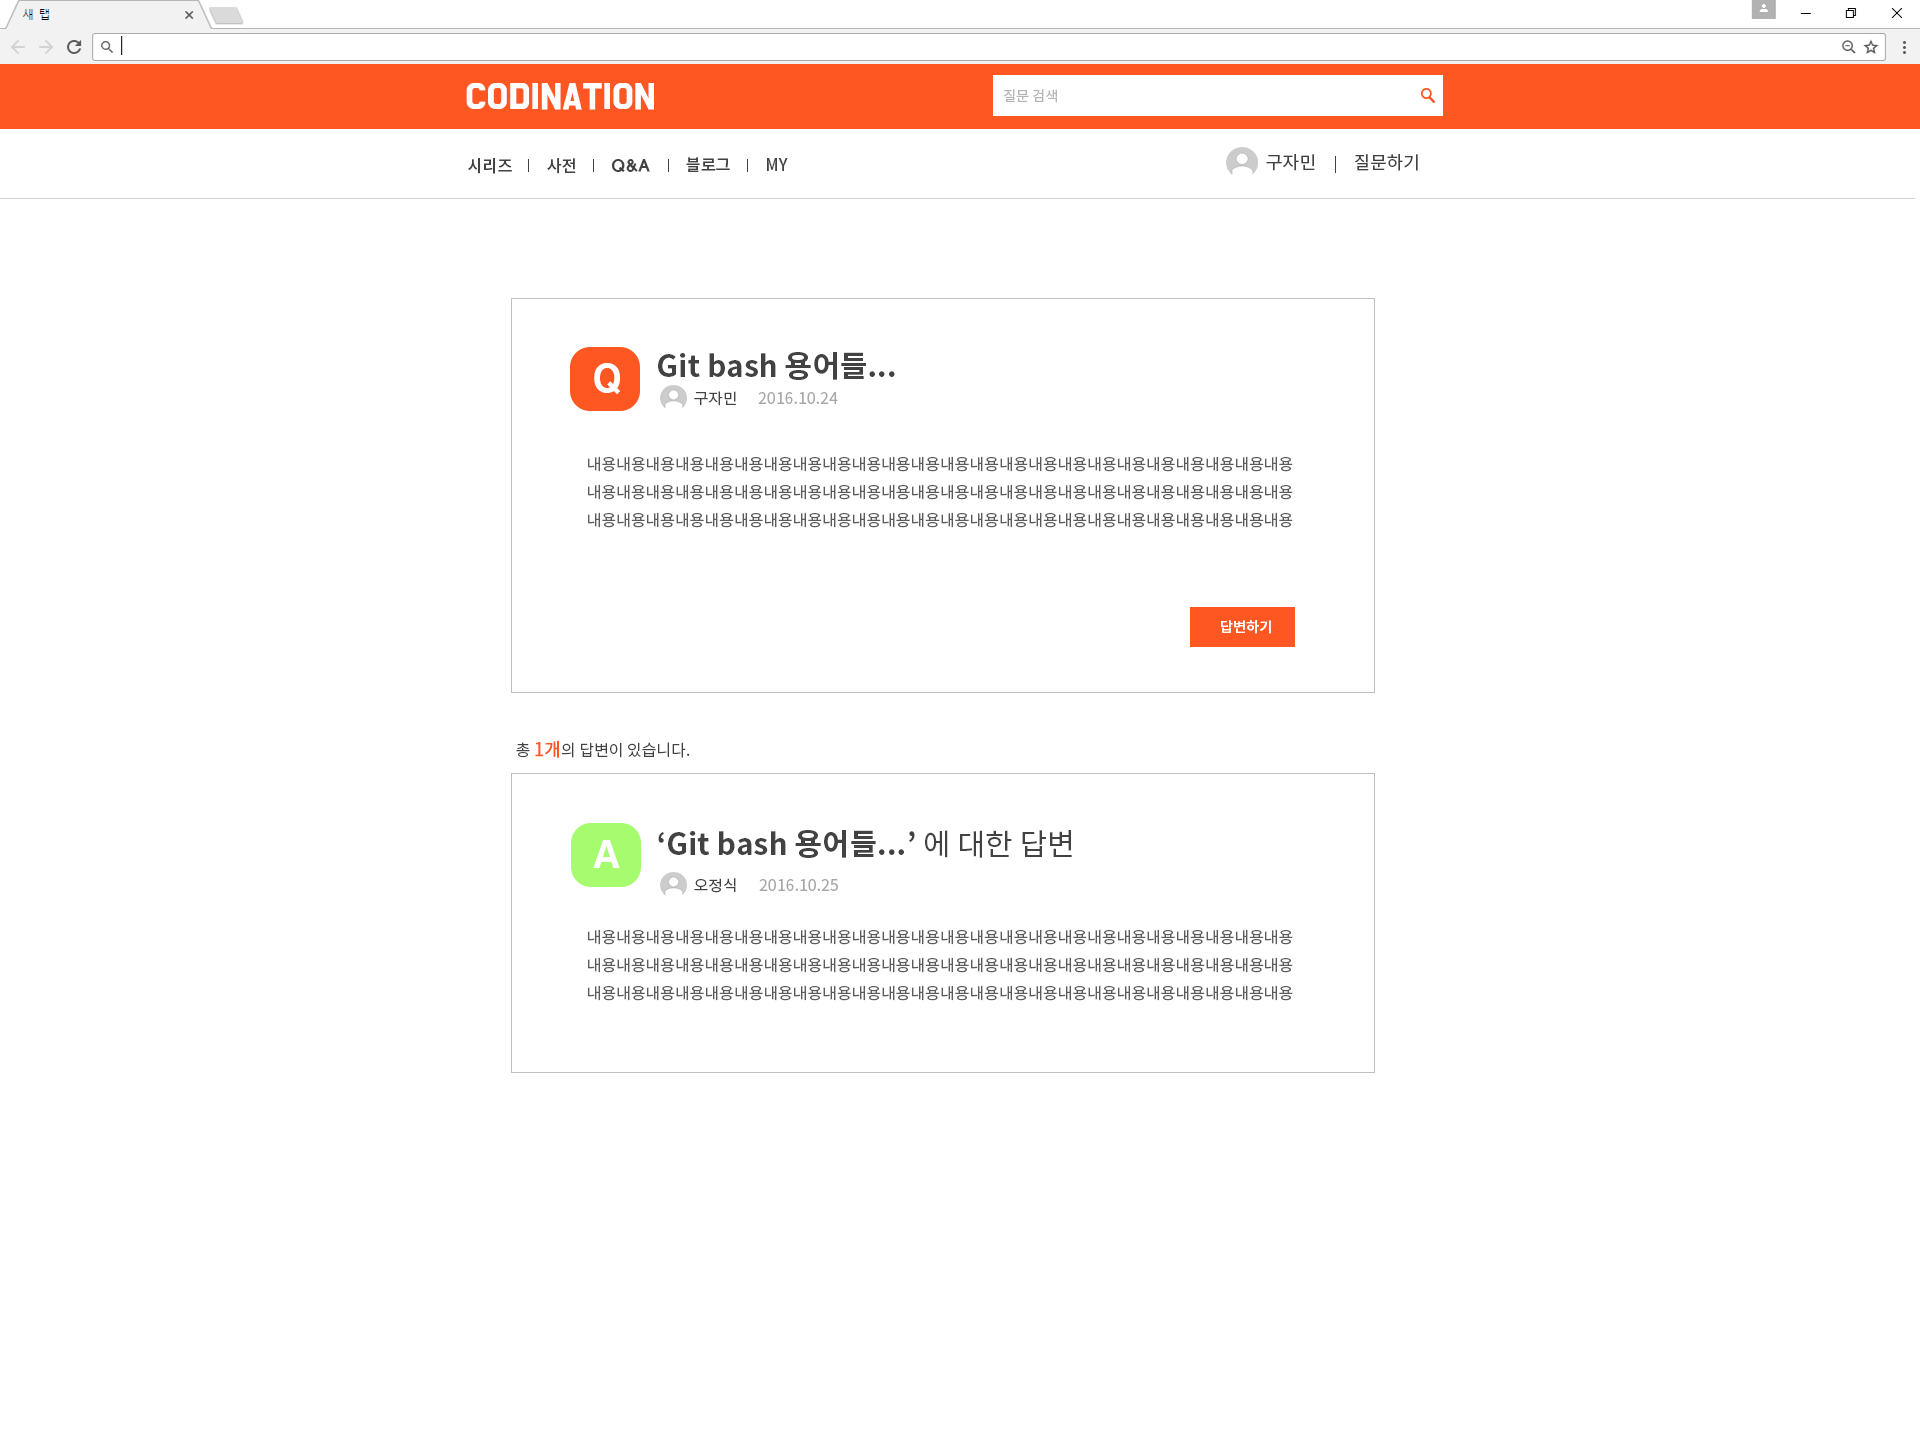 새 탭
CODINATION
질문 검색
시리즈 | 사전 | Q&A | 블로그 | MY
구자민 | 질문하기
Q
Git bash 용어들...
구자민 2016.10.24
내용내용내용내용내용내용내용내용내용내용내용내용내용내용내용내용내용내용내용내용내용내용내용내용
내용내용내용내용내용내용내용내용내용내용내용내용내용내용내용내용내용내용내용내용내용내용내용내용
내용내용내용내용내용내용내용내용내용내용내용내용내용내용내용내용내용내용내용내용내용내용내용내용
답변하기
총 1개의 답변이 있습니다.
A
‘Git bash 용어들...’ 에 대한 답변
오정식 2016.10.25
내용내용내용내용내용내용내용내용내용내용내용내용내용내용내용내용내용내용내용내용내용내용내용내용
내용내용내용내용내용내용내용내용내용내용내용내용내용내용내용내용내용내용내용내용내용내용내용내용
내용내용내용내용내용내용내용내용내용내용내용내용내용내용내용내용내용내용내용내용내용내용내용내용